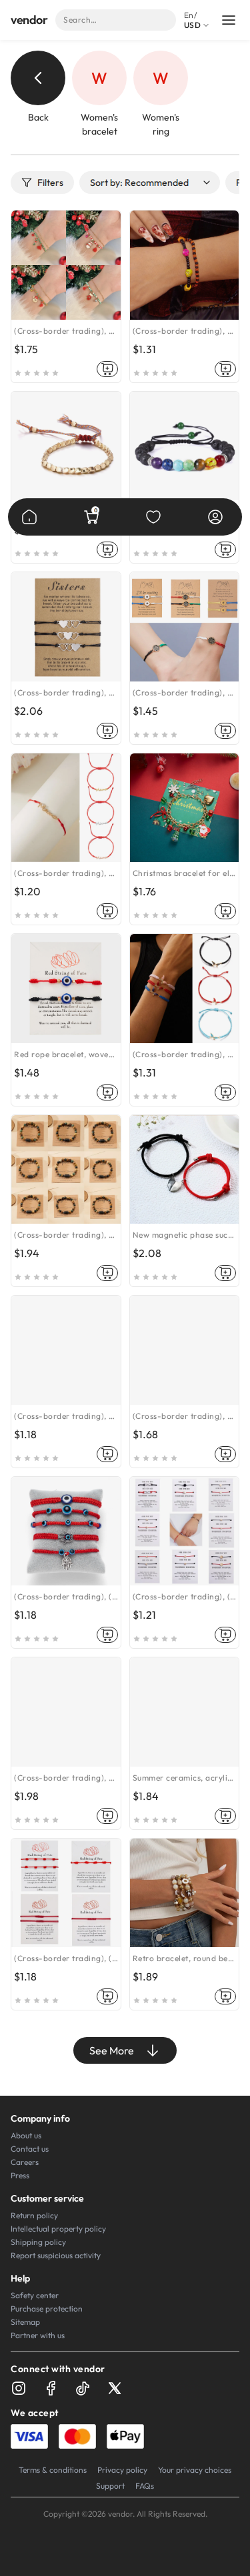 vendor
Search...
En/
USD
Back
W
Women's
bracelet
W
Women's
ring
Filters
Sort by: Recommended
(Cross-border trading), ...
$1.75
(Cross-border trading), ...
$1.31
0
Sisters
(Cross-border trading), ...
$2.06
(Cross-border trading), ...
$1.45
(Cross-border trading), ...
$1.20
Christmas bracelet for el...
$1.76
Red String of Fate
Red rope bracelet, wove...
$1.48
(Cross-border trading), ...
$1.31
(Cross-border trading), ...
$1.94
New magnetic phase suc...
$2.08
(Cross-border trading), ...
$1.18
(Cross-border trading), ...
$1.68
(Cross-border trading), (...
$1.18
(Cross-border trading), (...
$1.21
(Cross-border trading), ...
$1.98
Summer ceramics, acryli...
$1.84
(Cross-border trading), (...
$1.18
Retro bracelet, round be...
$1.89
See More
Company info
About us
Contact us
Careers
Press
Customer service
Return policy
Intellectual property policy
Shipping policy
Report suspicious activity
Help
Safety center
Purchase protection
Sitemap
Partner with us
Connect with vendor
We accept
VISA
Pay
Terms & conditions Privacy policy Your privacy choices
Support FAQs
Copyright ©2026 vendor. All Rights Reserved.